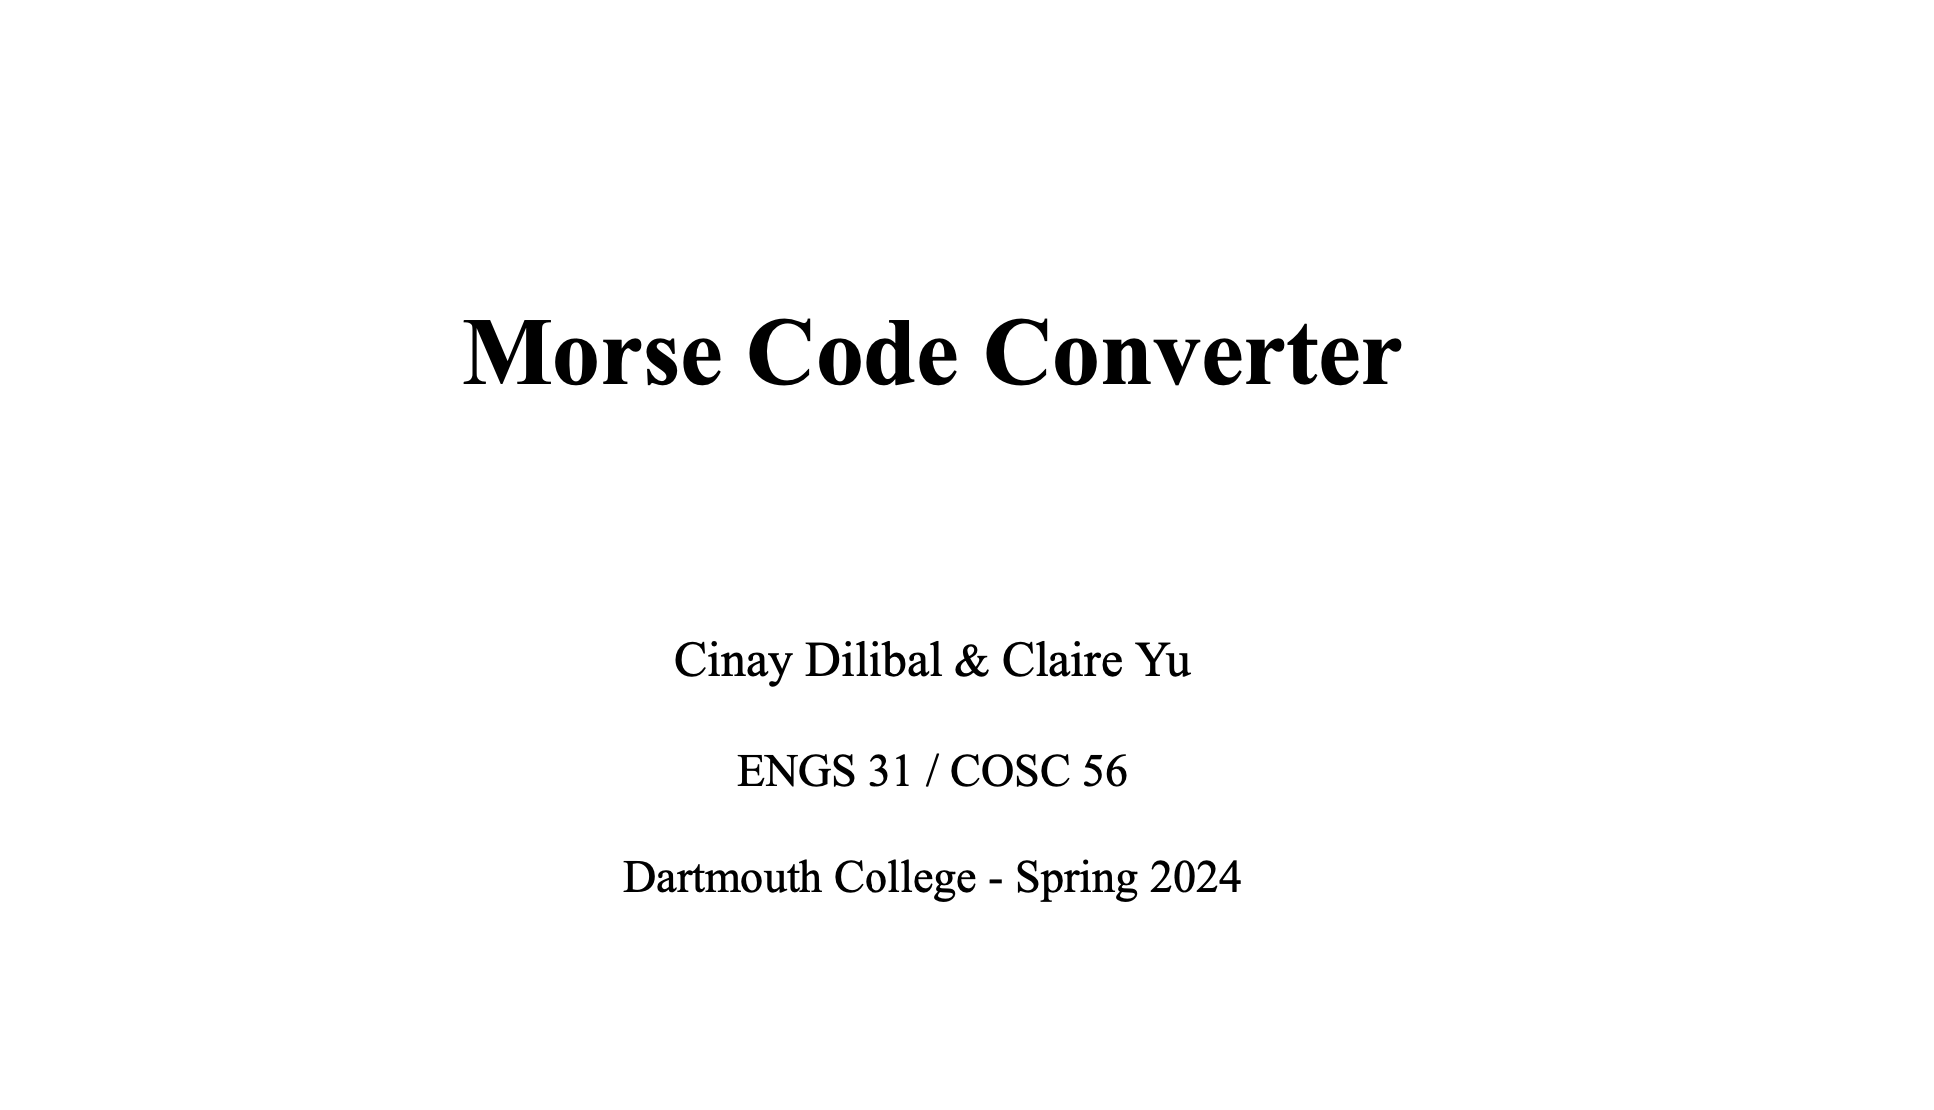 Morse Code Converter
Cinay Dilibal & Claire Yu
ENGS 31 / COSC 56
Dartmouth College - Spring 2024